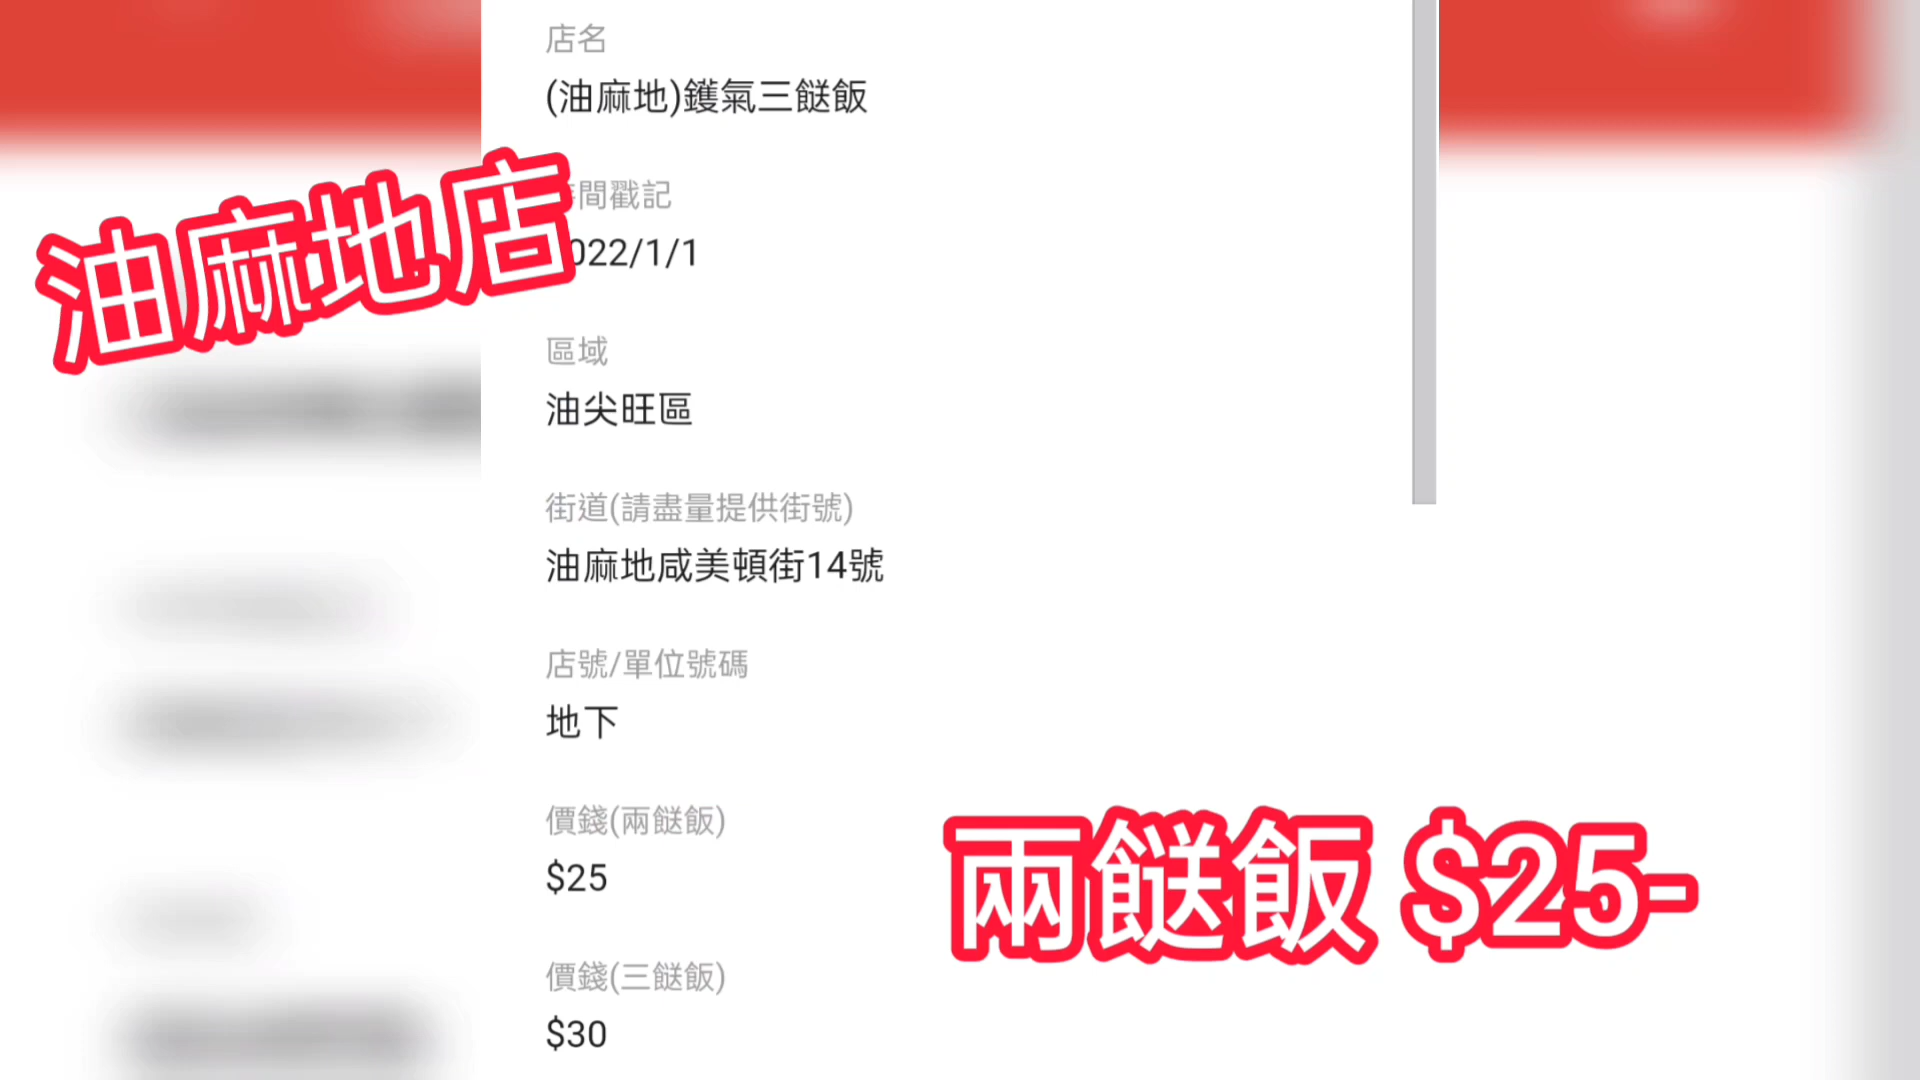 店名
(油麻地)鑊氣三餸飯
油麻地店
間戳記
022/1/1
區域
油尖旺區
街道(請盡量提供街號)
油麻地咸美頓街14號
店號/單位號碼
地下
價錢(兩餸飯)
$25
兩餸飯 $25-
價錢(三餸飯)
$30